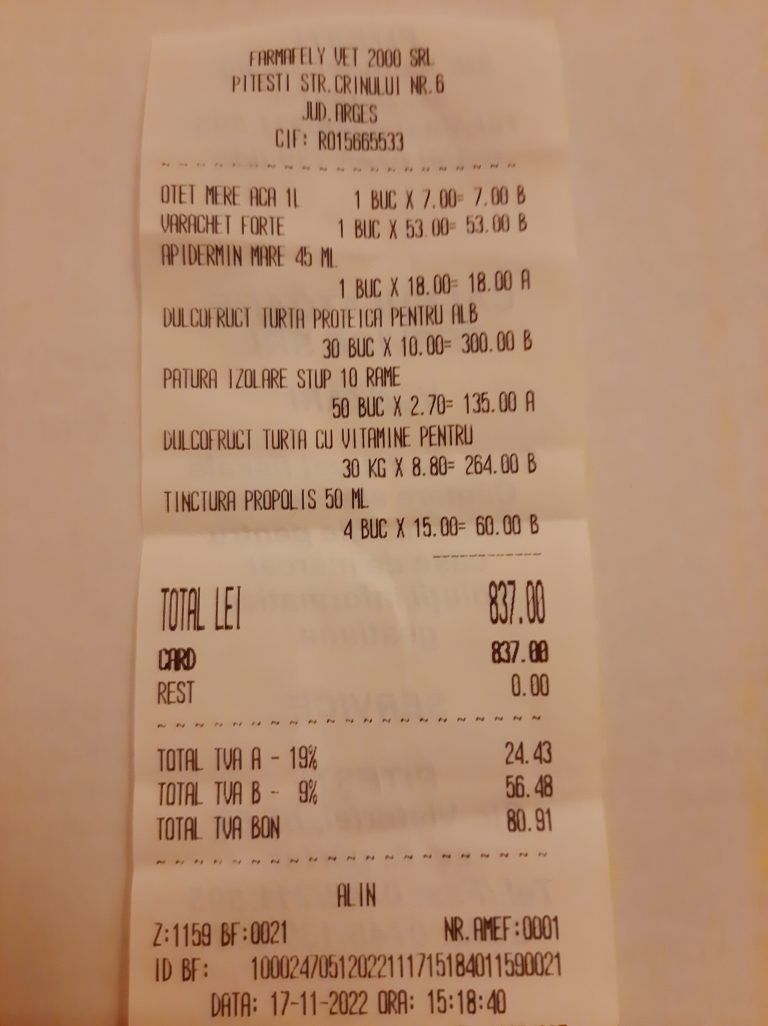 FARMAFELY VET 2000 SRL
PITESTI STR.CRINULUI NR.6
JUD.ARGES
CIF: RO15665533
OTET MERE ACA 1L 1 BUC X 7.00= 7.00 B
VARACHET FORTE 1 BUC X 53.00= 53.00 B
APIDERMIN MARE 45 ML
1 BUC X 18.00= 18.00 A
DULCOFRUCT TURTA PROTEICA PENTRU ALB
30 BUC X 10.00= 300.00 B
PATURA IZOLARE STUP 10 RAME
50 BUC X 2.70= 135.00 A
DULCOFRUCT TURTA CU VITAMINE PENTRU
30 KG X 8.80= 264.00 B
TINCTURA PROPOLIS 50 ML
4 BUC X 15.00= 60.00 B
TOTAL LEI 837.00
CARD 837.00
REST 0.00
TOTAL TVA A - 19% 24.43
TOTAL TVA B - 9% 56.48
TOTAL TVA BON 80.91
ALIN
Z:1159 BF:0021 NR.AMEF:0001
ID BF: 1000247051202211171518401159​0021
DATA: 17-11-2022 ORA: 15:18:40